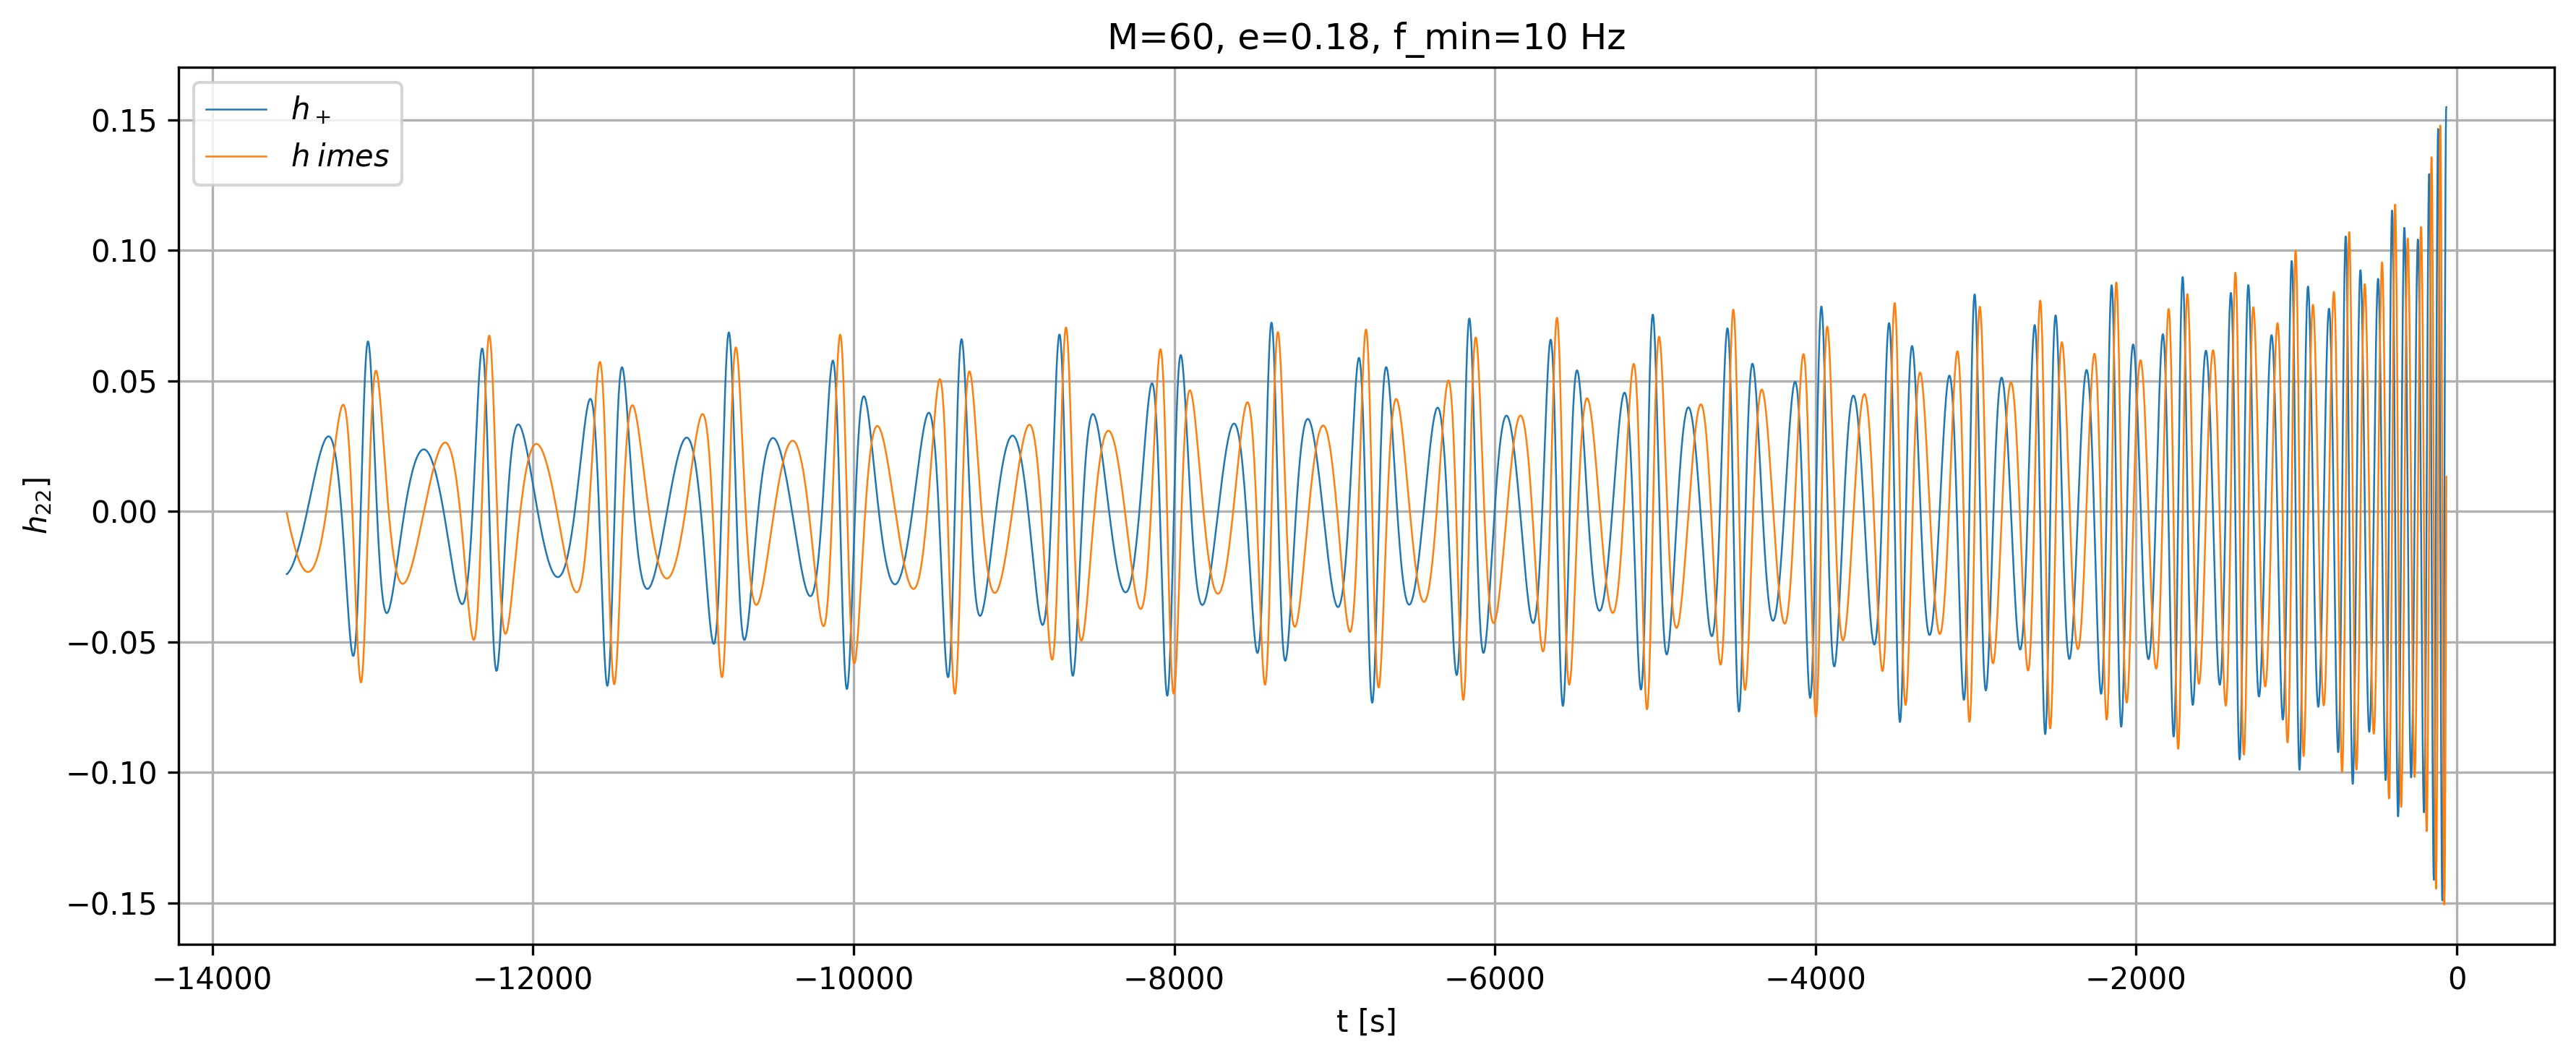 M=60, e=0.18, f_min=10 Hz
h₊
h imes
0.15
0.10
0.05
0.00
−0.05
−0.10
−0.15
h₂₂]
−14000 −12000 −10000 −8000 −6000 −4000 −2000 0
t [s]